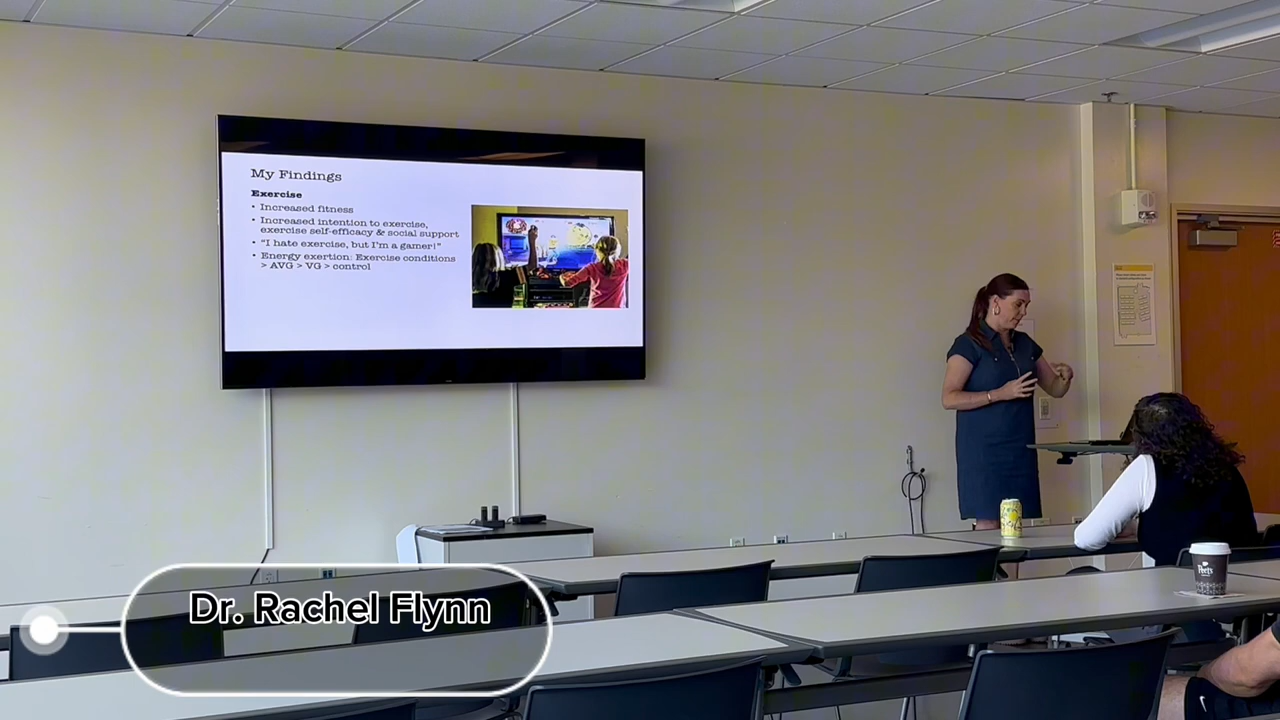 My Findings
Exercise
• Increased fitness
• Increased intention to exercise,
exercise self-efficacy & social support
• "I hate exercise, but I'm a gamer!"
• Energy exertion: Exercise conditions
> AVG > VG > control
Peet's
Dr. Rachel Flynn